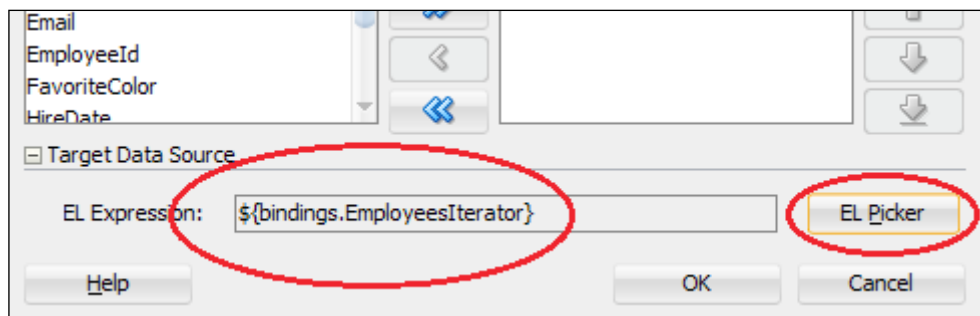 Email
EmployeeId
FavoriteColor
HireDate
Target Data Source
EL Expression: ${bindings.EmployeesIterator} EL Picker
Help OK Cancel